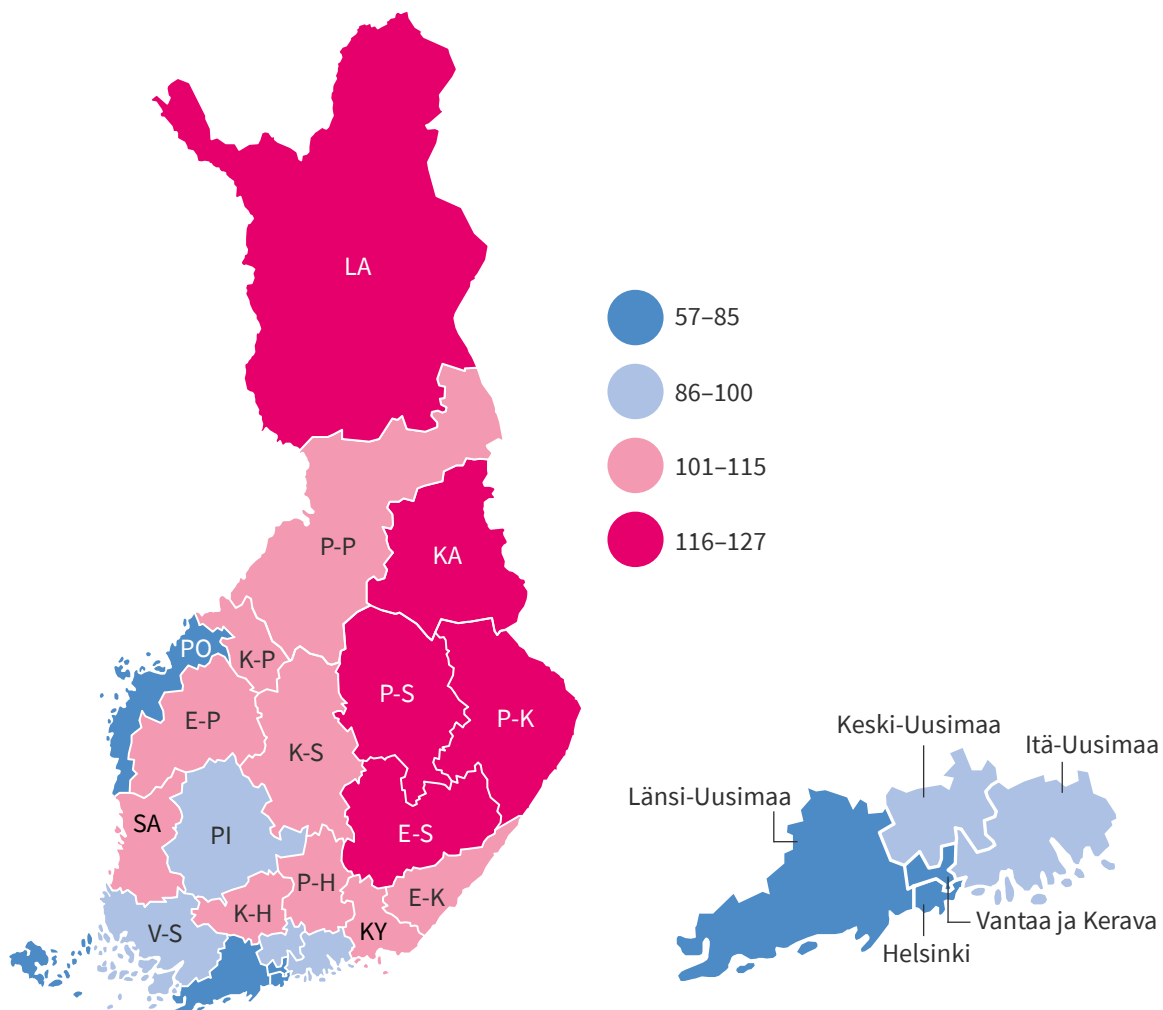 LA
57–85
86–100
101–115
116–127
P-P
KA
PO
K-P
P-S
E-P
P-K
K-S
Keski-Uusimaa
Itä-Uusimaa
Länsi-Uusimaa
SA
PI
E-S
P-H
E-K
K-H
V-S
KY
Vantaa ja Kerava
Helsinki